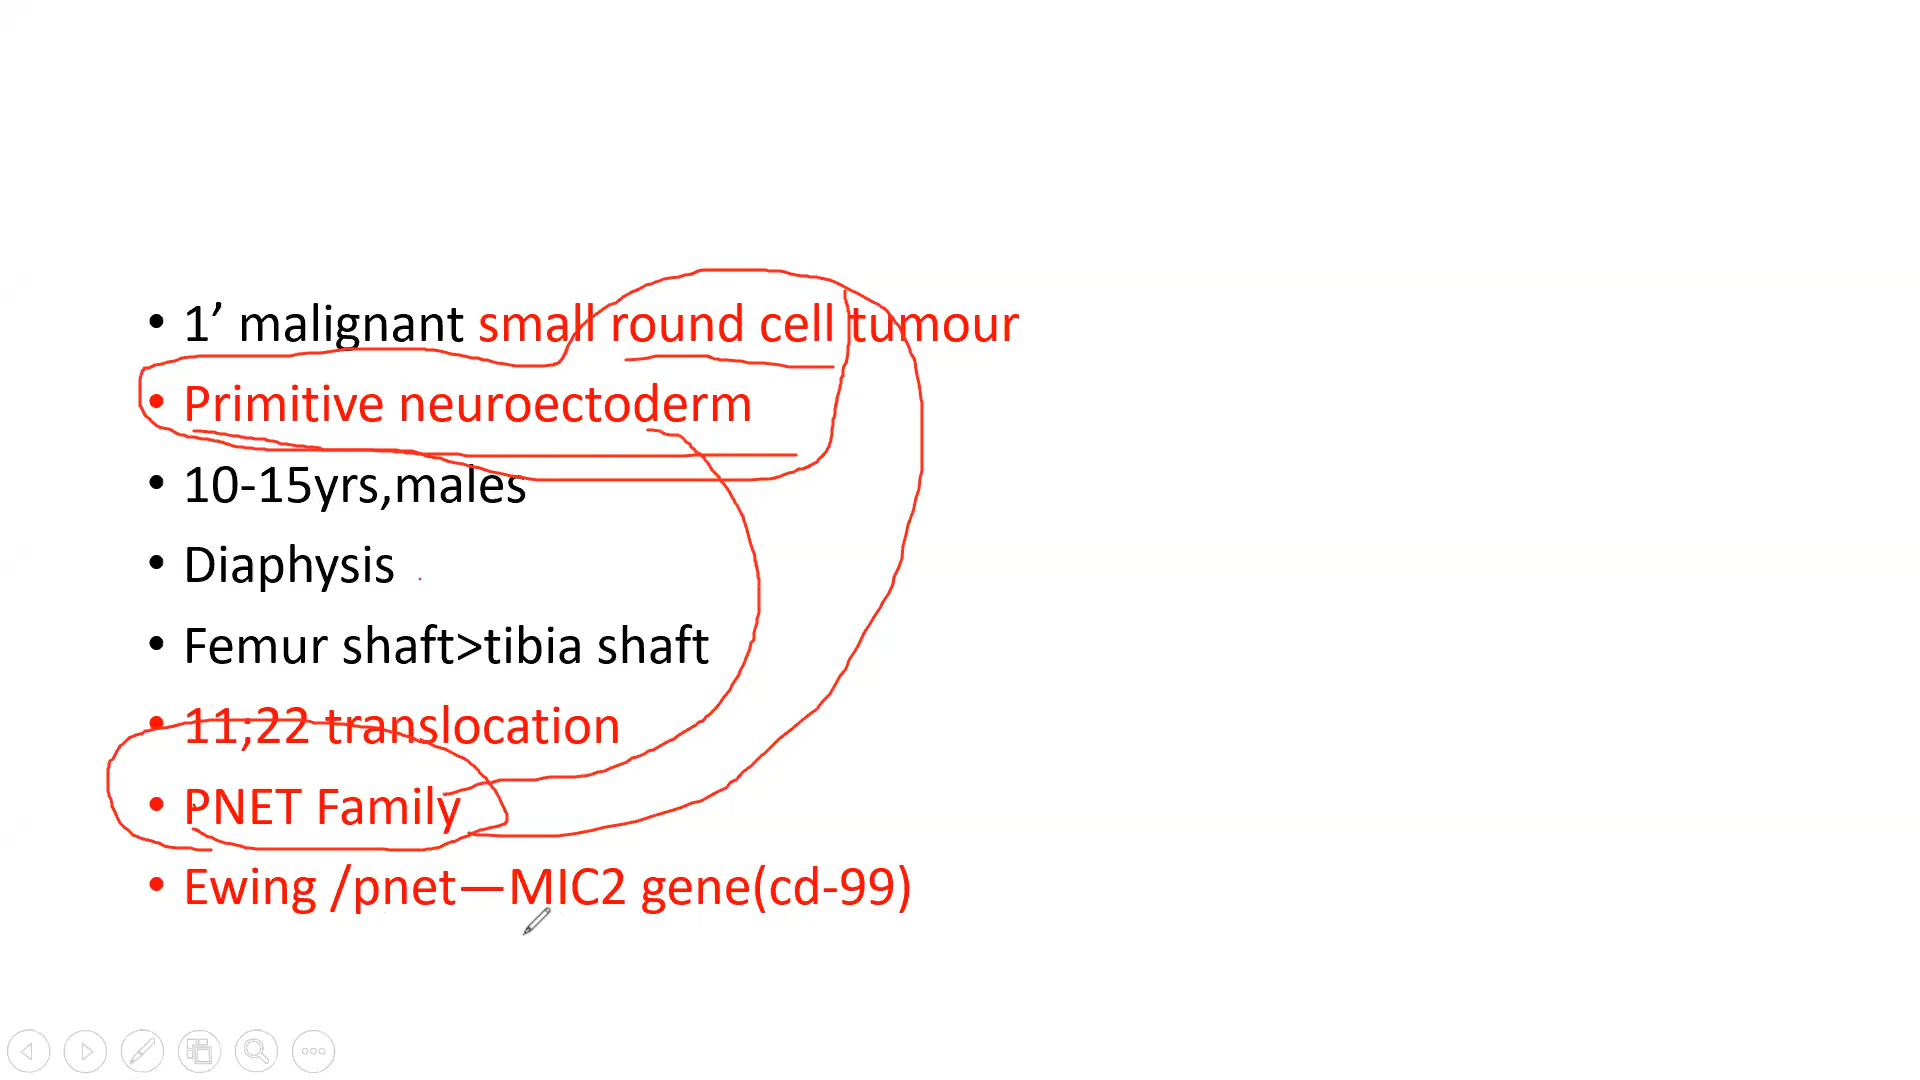 • 1’ malignant small round cell tumour
• Primitive neuroectoderm
• 10-15yrs,males
• Diaphysis
• Femur shaft>tibia shaft
• 11;22 translocation
• PNET Family
• Ewing /pnet—MIC2 gene(cd-99)